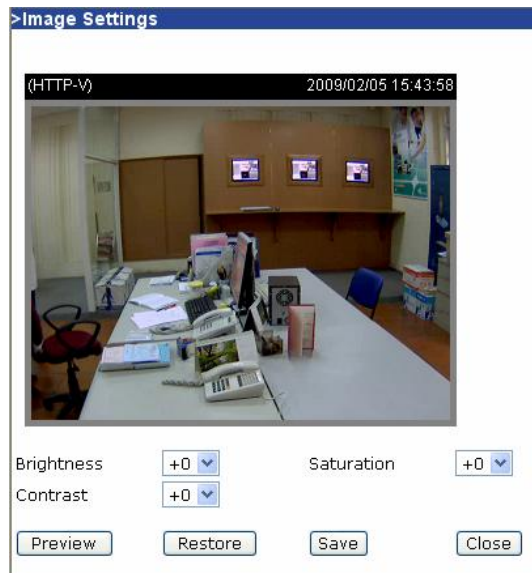 >Image Settings
(HTTP-V) 2009/02/05 15:43:58
Brightness +0 Saturation +0
Contrast +0
Preview Restore Save Close